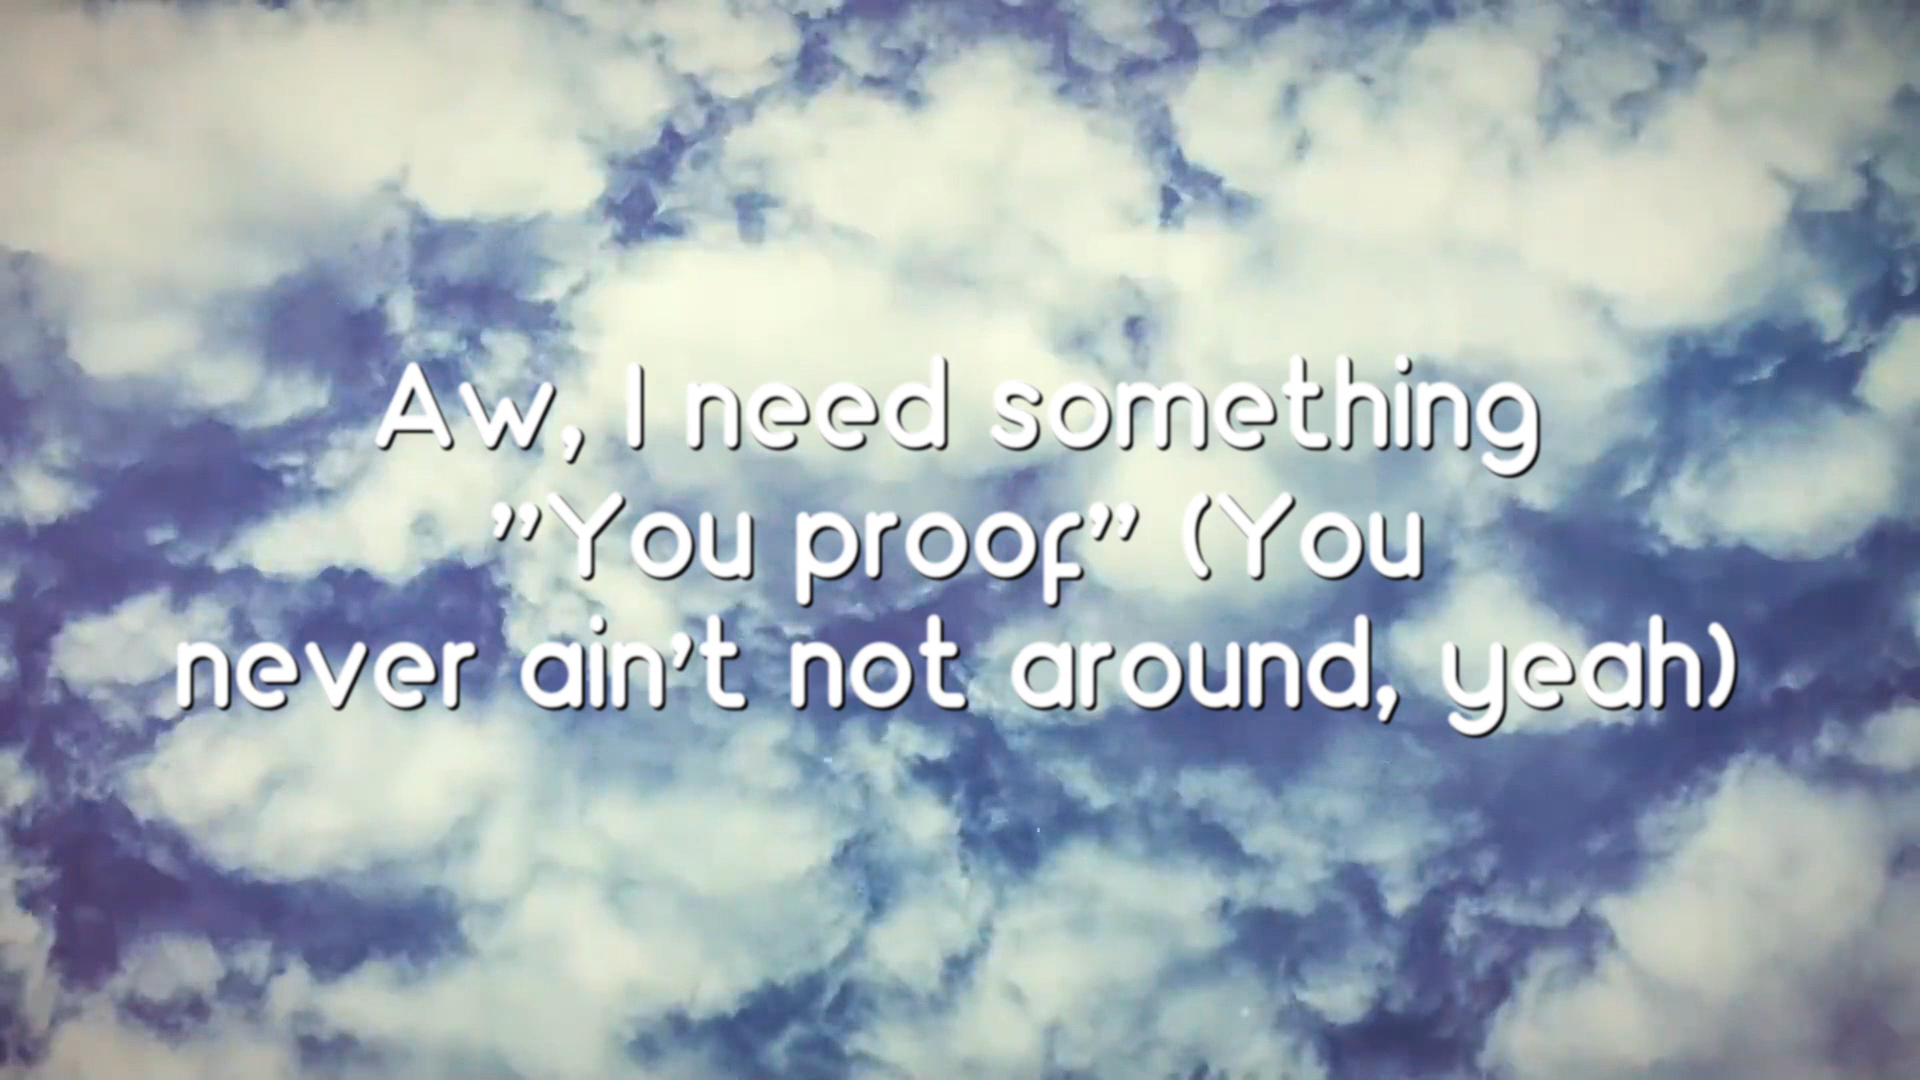 Aw, I need something
"You proof" (You
never ain't not around, yeah)